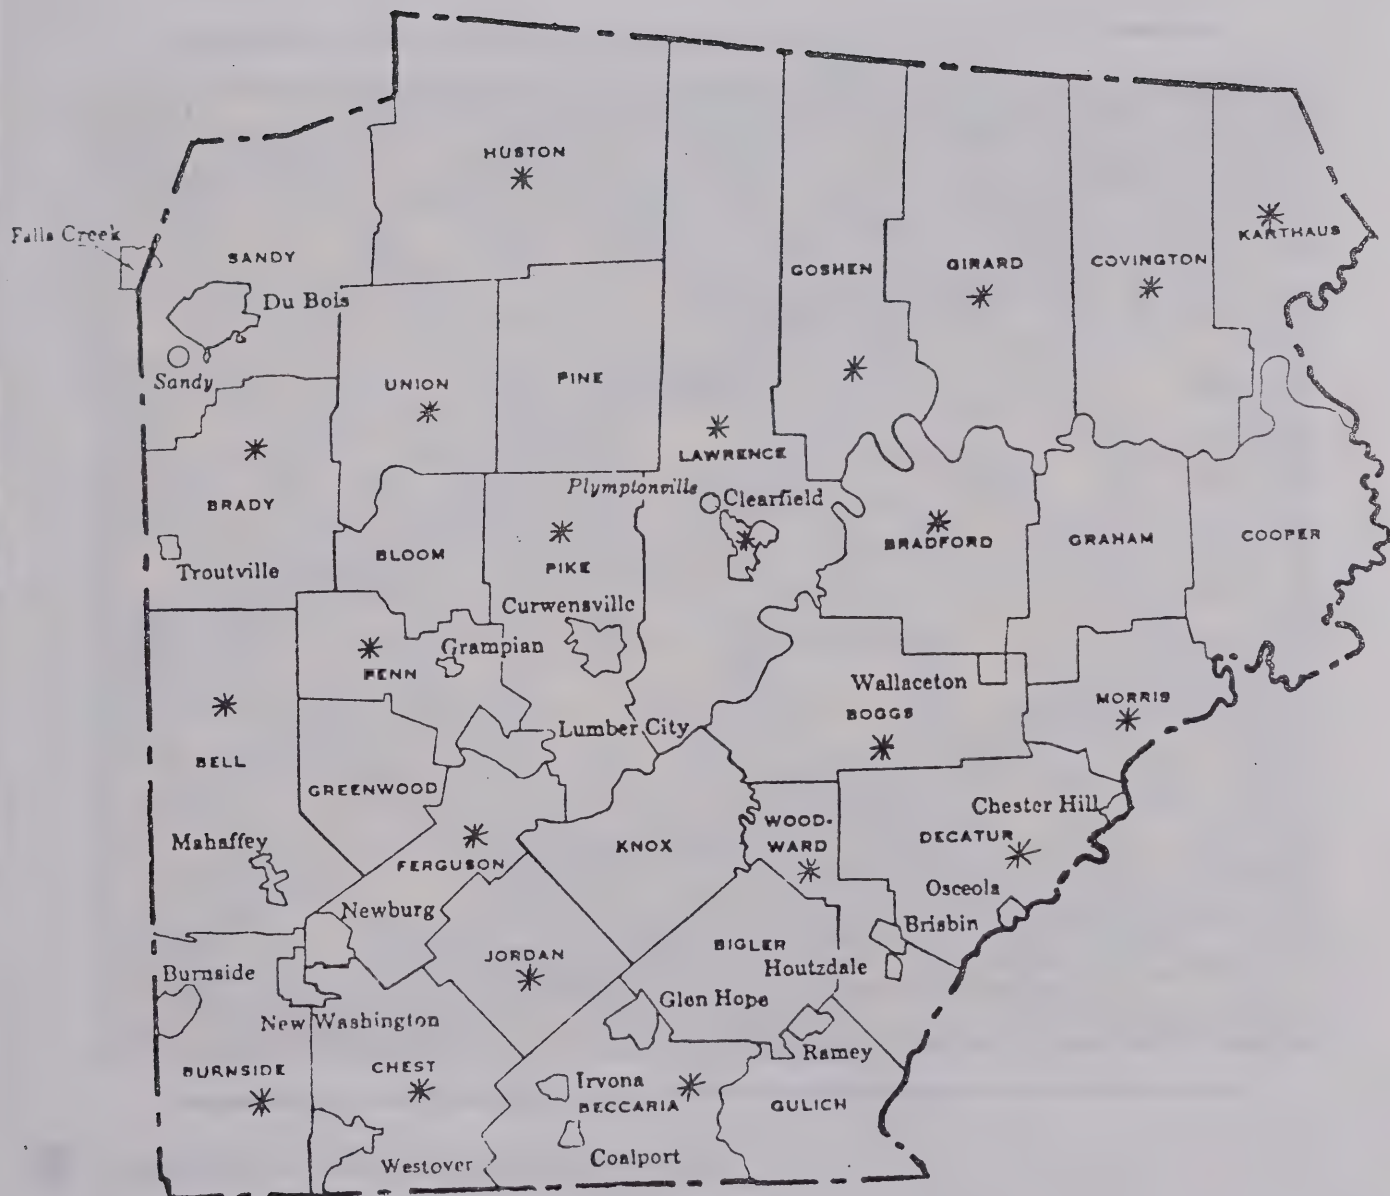 HUSTON
Falls Creek
KARTHAUS
SANDY
GOSHEN
GIRARD
COVINGTON
Du Bois
Sandy
UNION
PINE
LAWRENCE
Plymptonville
Clearfield
BRADY
BRADFORD
GRAHAM
COOPER
BLOOM
PIKE
Troutville
Curwensville
Grampian
PENN
Wallaceton
MORRIS
BOGGS
Lumber City
BELL
GREENWOOD
Chester Hill
WOOD-
WARD
DECATUR
Mahaffey
KNOX
FERGUSON
Osceola
Newburg
Brisbin
BIGLER
JORDAN
Houtzdale
Burnside
Glen Hope
New Washington
Ramey
BURNSIDE
CHEST
Irvona
BECCARIA
GULICH
Westover
Coalport